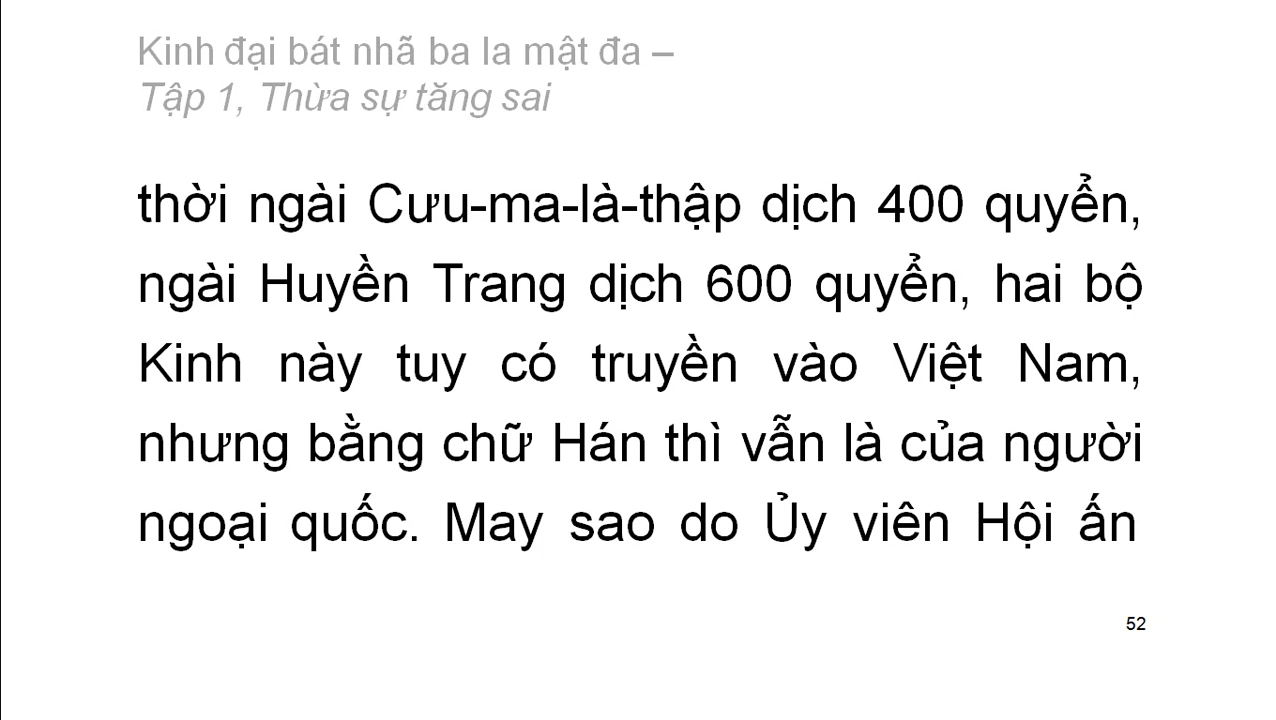 Kinh đại bát nhã ba la mật đa –
Tập 1, Thừa sự tăng sai
thời ngài Cưu-ma-là-thập dịch 400 quyển,
ngài Huyền Trang dịch 600 quyển, hai bộ
Kinh này tuy có truyền vào Việt Nam,
nhưng bằng chữ Hán thì vẫn là của người
ngoại quốc. May sao do Ủy viên Hội ấn
52